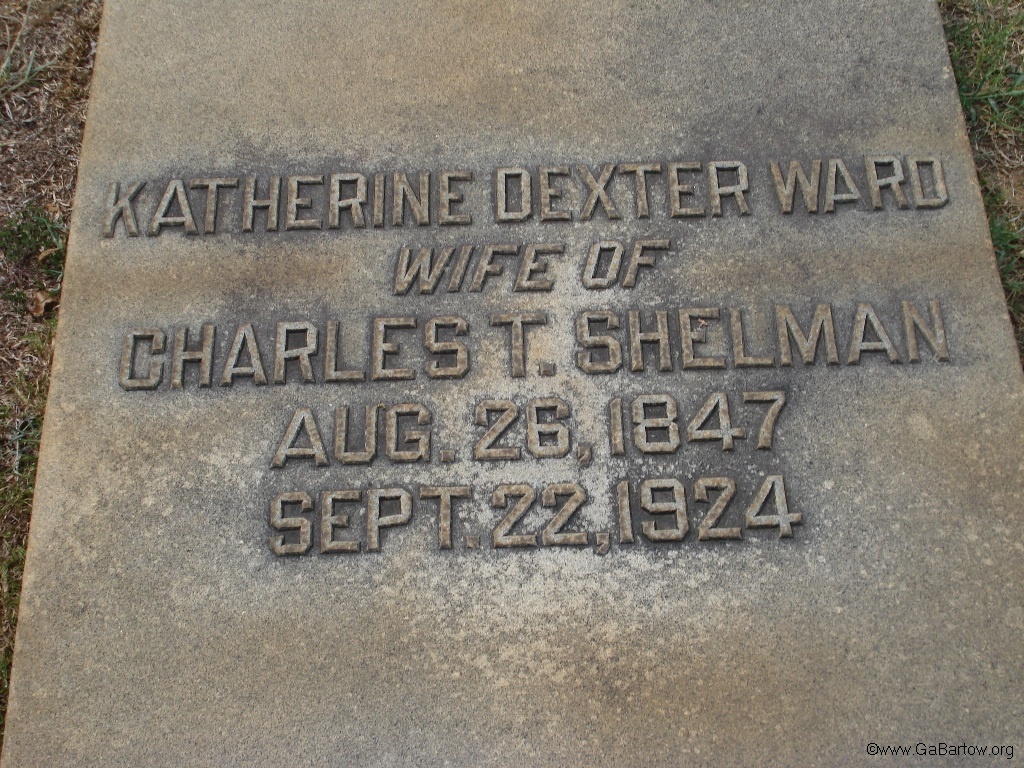 KATHERINE DEXTER WARD
WIFE OF
CHARLES T. SHELMAN
AUG. 26, 1847
SEPT. 22, 1924
©www.GaBartow.org